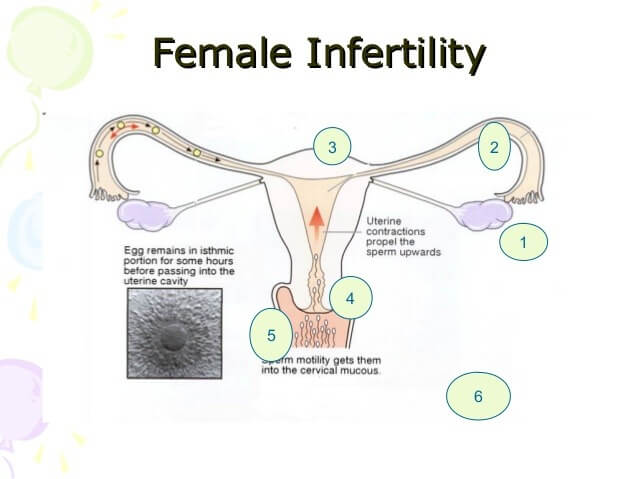 Female Infertility
3
2
Uterine
contractions
propel the
sperm upwards
1
Egg remains in isthmic
portion for some hours
before passing into the
uterine cavity
4
5
motility gets them
into the cervical mucous.
6